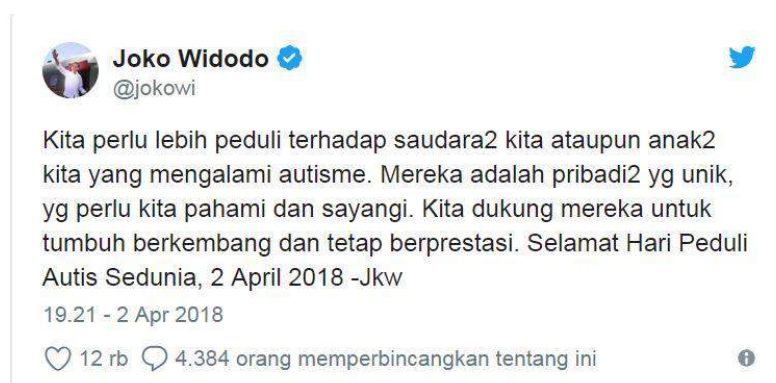 Joko Widodo
@jokowi
Kita perlu lebih peduli terhadap saudara2 kita ataupun anak2
kita yang mengalami autisme. Mereka adalah pribadi2 yg unik,
yg perlu kita pahami dan sayangi. Kita dukung mereka untuk
tumbuh berkembang dan tetap berprestasi. Selamat Hari Peduli
Autis Sedunia, 2 April 2018 -Jkw
19.21 - 2 Apr 2018
12 rb 4.384 orang memperbincangkan tentang ini